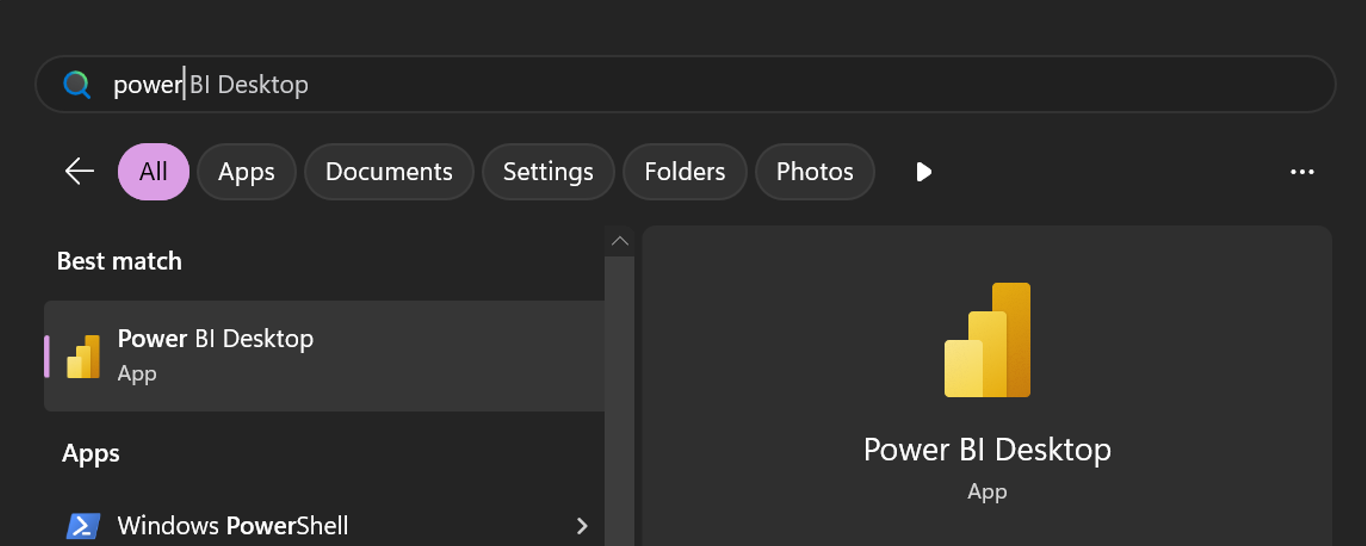 power BI Desktop
All Apps Documents Settings Folders Photos
Best match
Power BI Desktop
App
Apps
Windows PowerShell
Power BI Desktop
App